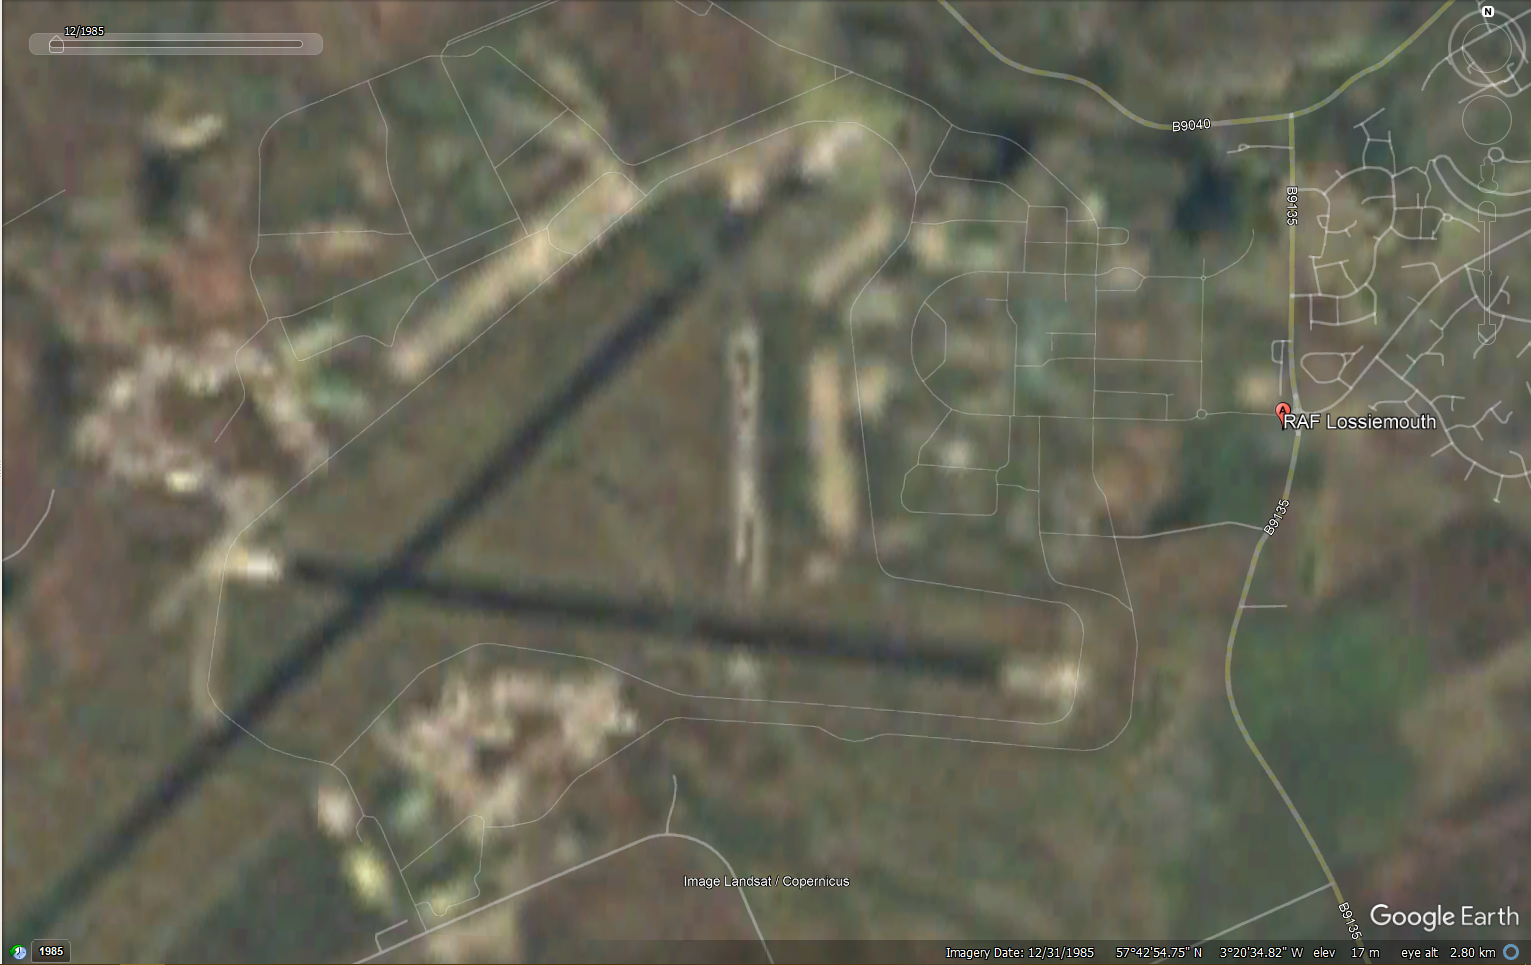 12/1985
N
B9040
B9135
A
RAF Lossiemouth
B9135
Image Landsat / Copernicus
B9135
Google Earth
1985
Imagery Date: 12/31/1985 57°42'54.75" N 3°20'34.82" W elev 17 m eye alt 2.80 km